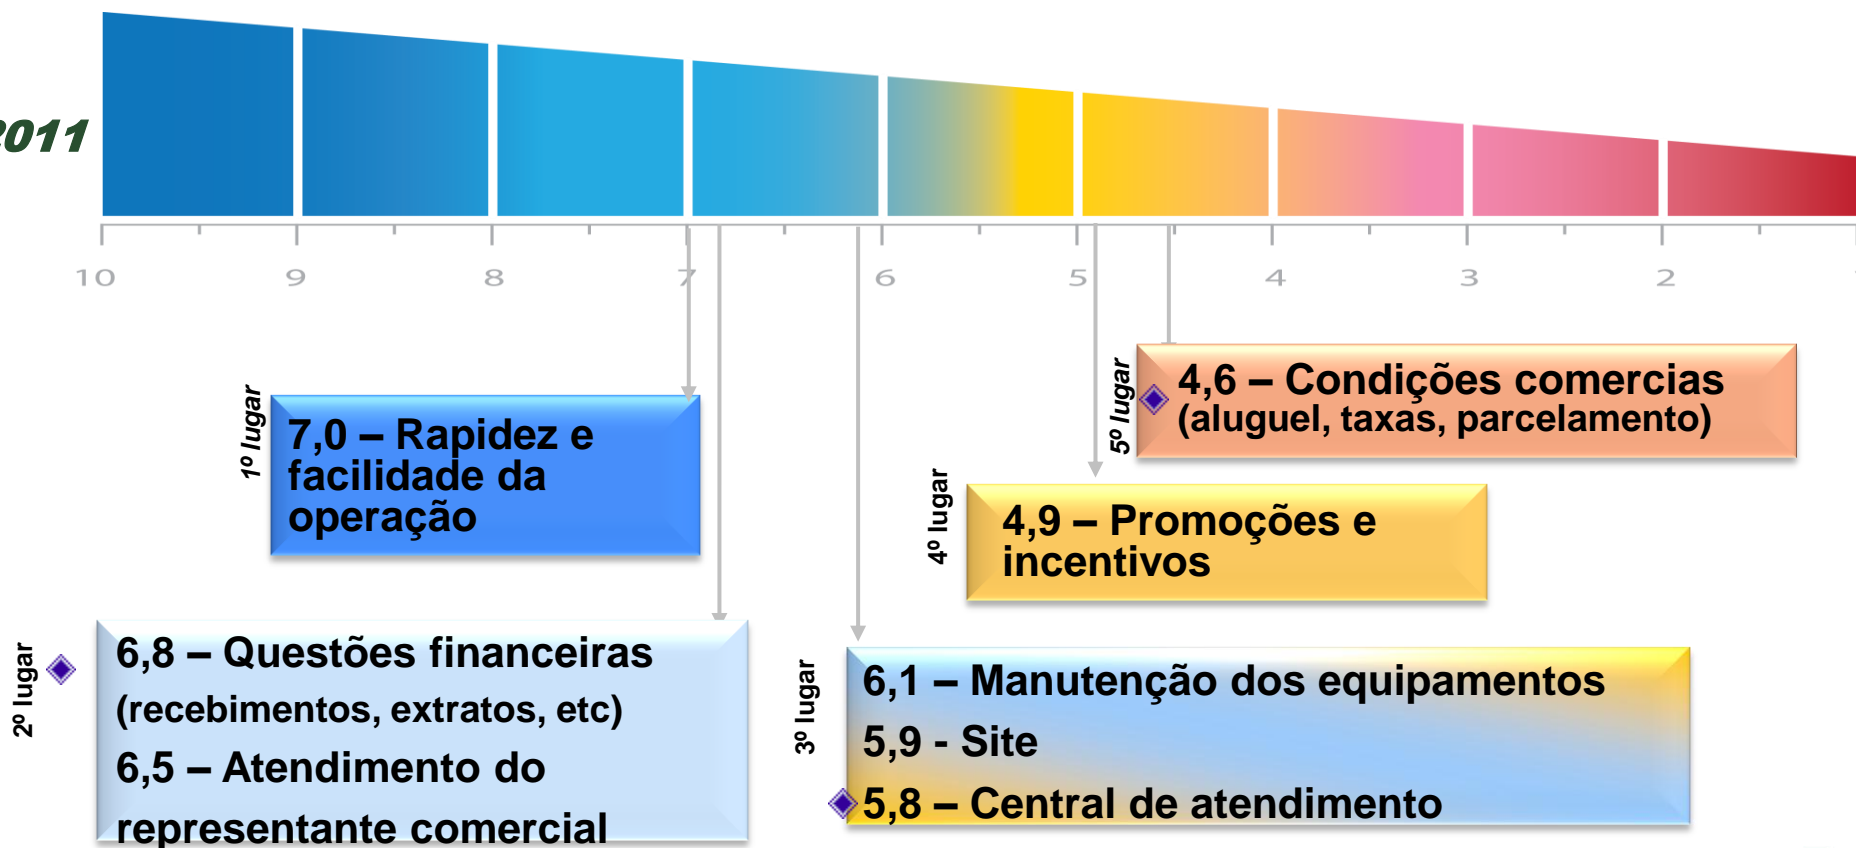 2011
10 9 8 7 6 5 4 3 2
1º lugar
7,0 – Rapidez e
facilidade da
operação
5º lugar
4,6 – Condições comercias
(aluguel, taxas, parcelamento)
4º lugar
4,9 – Promoções e
incentivos
2º lugar
6,8 – Questões financeiras
(recebimentos, extratos, etc)
6,5 – Atendimento do
representante comercial
3º lugar
6,1 – Manutenção dos equipamentos
5,9 - Site
5,8 – Central de atendimento